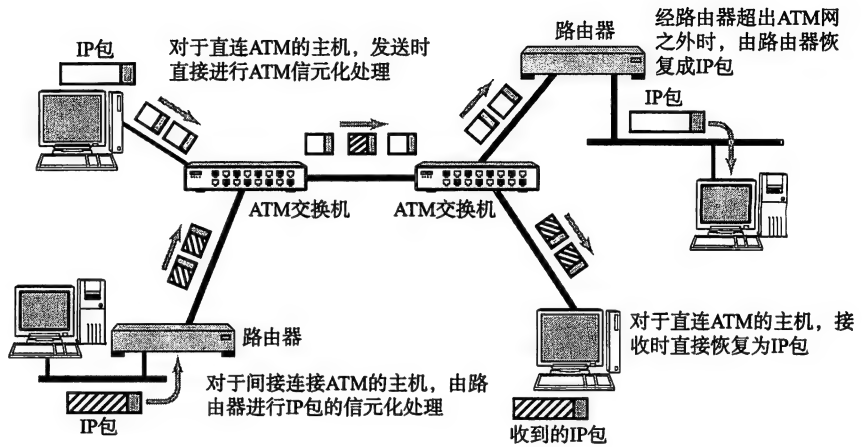 IP包
对于直连ATM的主机，发送时
直接进行ATM信元化处理
路由器
经路由器超出ATM网
之外时，由路由器恢
复成IP包
IP包
ATM交换机
ATM交换机
路由器
对于间接连接ATM的主机，由路
由器进行IP包的信元化处理
IP包
对于直连ATM的主机，接
收时直接恢复为IP包
收到的IP包